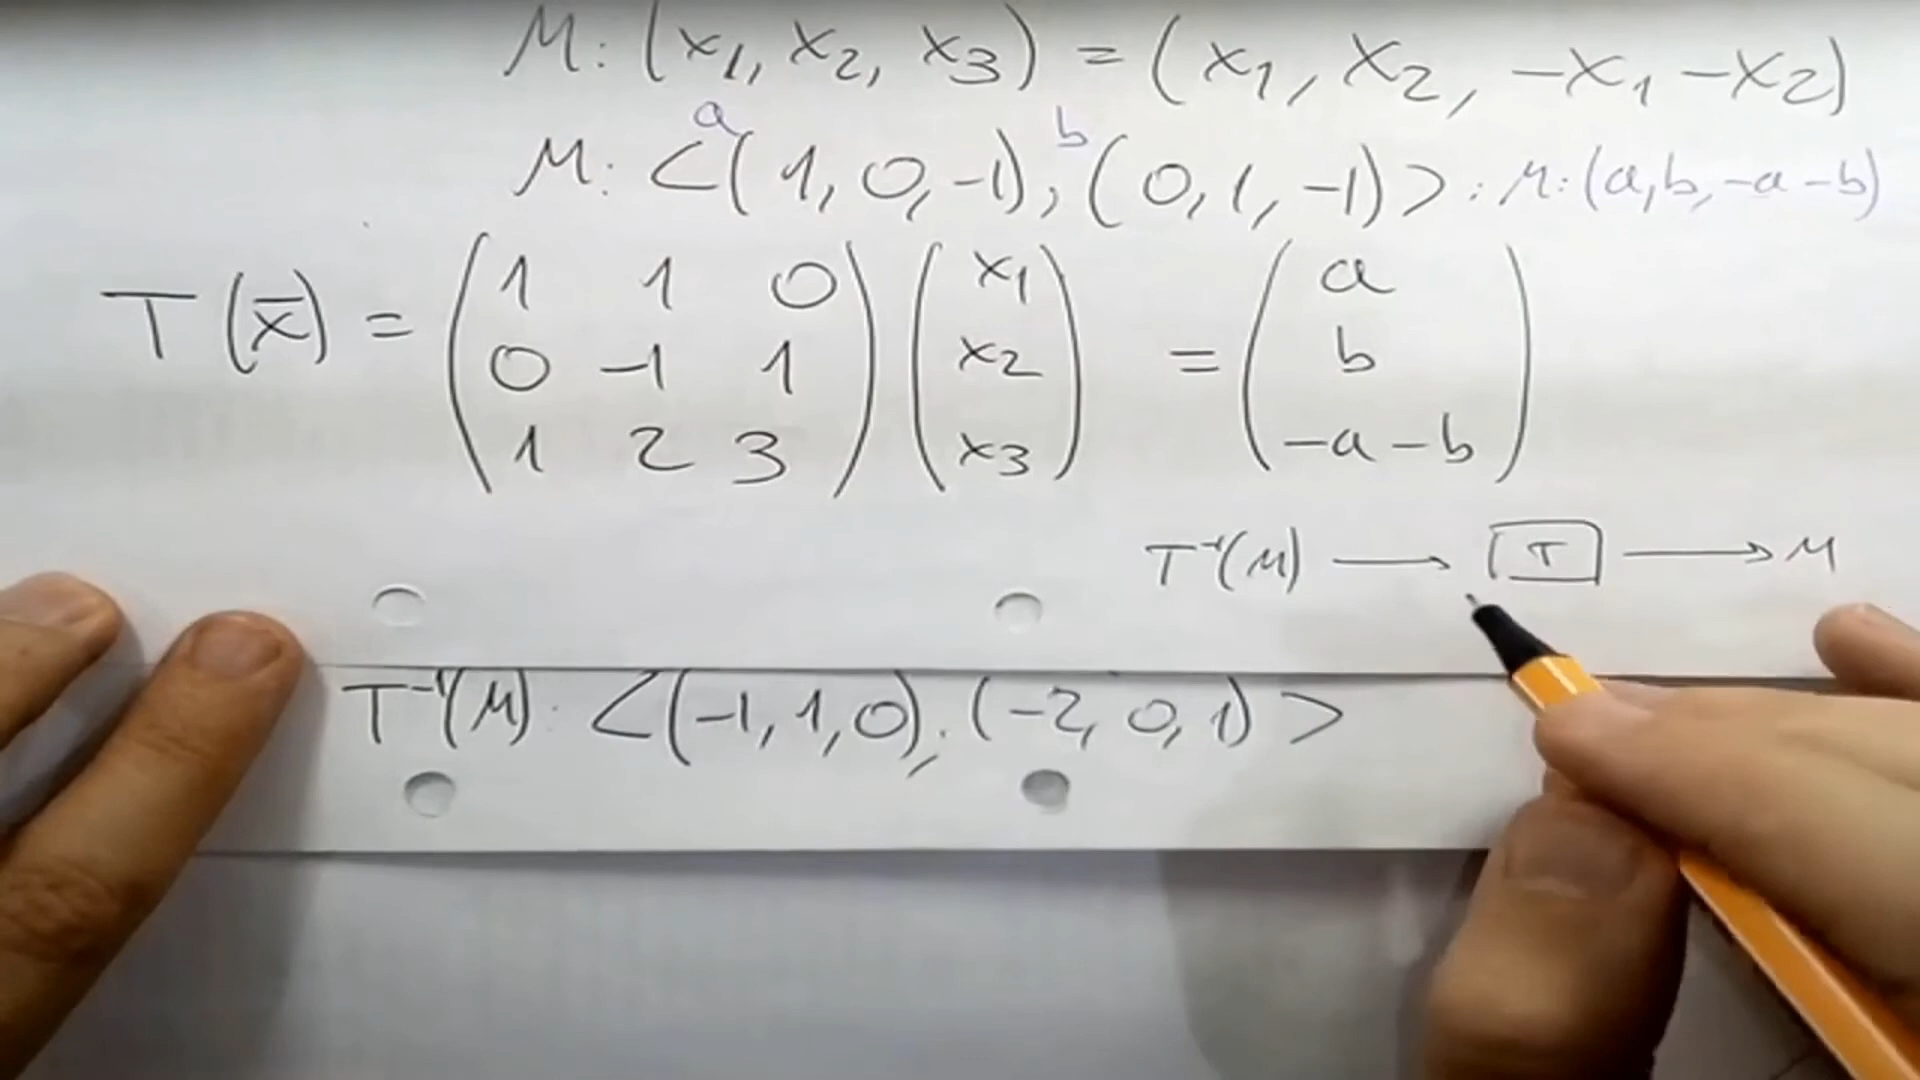 M: (x1, x2, x3) = (x1, x2, -x1 -x2)
a b
M: <(1, 0, -1); (0, 1, -1)> : M: (a, b, -a -b)
T(x̄) = ( 1 1 0 ) ( x1 ) = ( a )
( 0 -1 1 ) ( x2 ) ( b )
( 1 2 3 ) ( x3 ) ( -a -b )
T⁻¹(M) → T → M
T⁻¹(M): <(-1, 1, 0); (-2, 0, 1)>